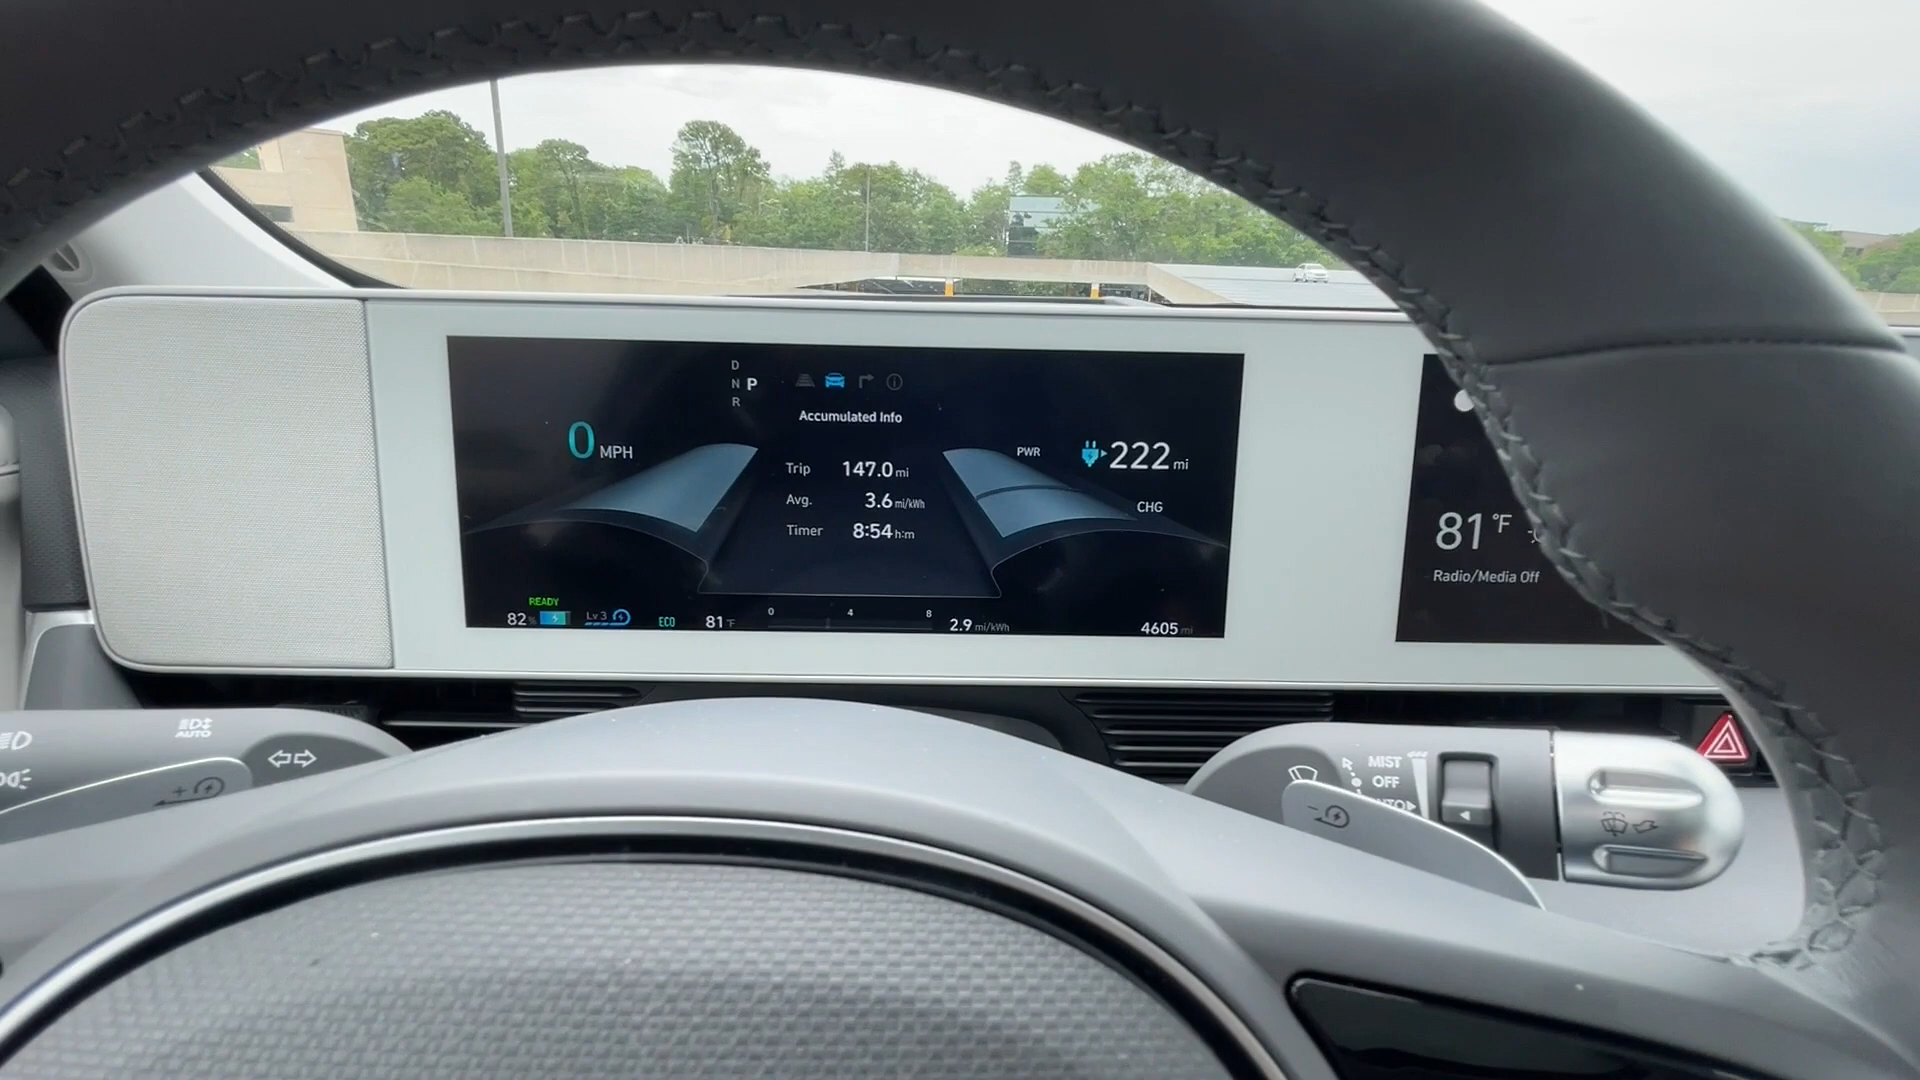 D
N P
R
Accumulated Info
0 MPH
Trip 147.0 mi
Avg. 3.6 mi/kWh
Timer 8:54 h:m
PWR
222 mi
CHG
READY
82 %
Lv 3
ECO
81 °F
0 4 8
2.9 mi/kWh
4605 mi
81 °F
Radio/Media Off
AUTO
MIST
OFF